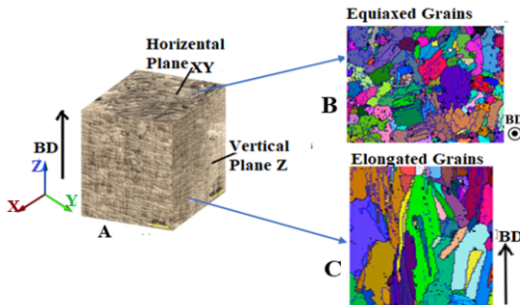 Equiaxed Grains
Horizental
Plane
XY
B
BD
BD
Z
Vertical
Plane Z
Elongated Grains
X
Y
A
C
BD